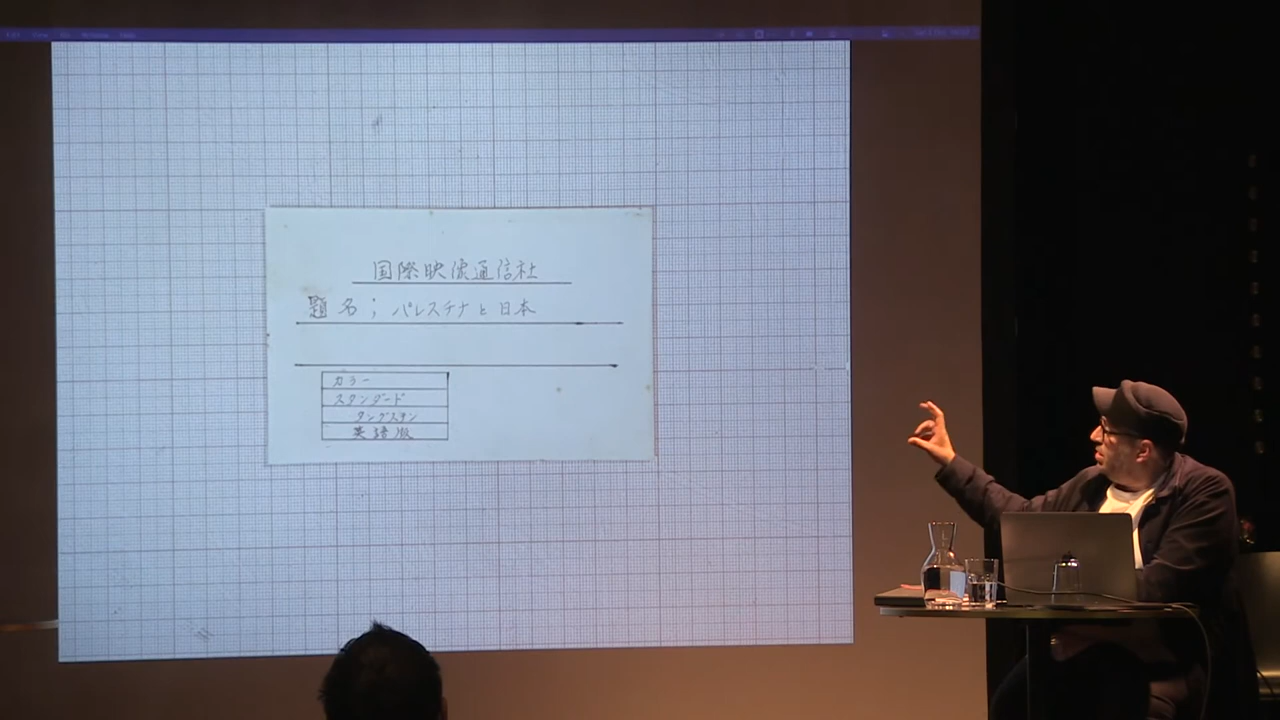 国際映像通信社
題名; パレスチナと日本
カラー
スタンダード
タングスタン
英語版